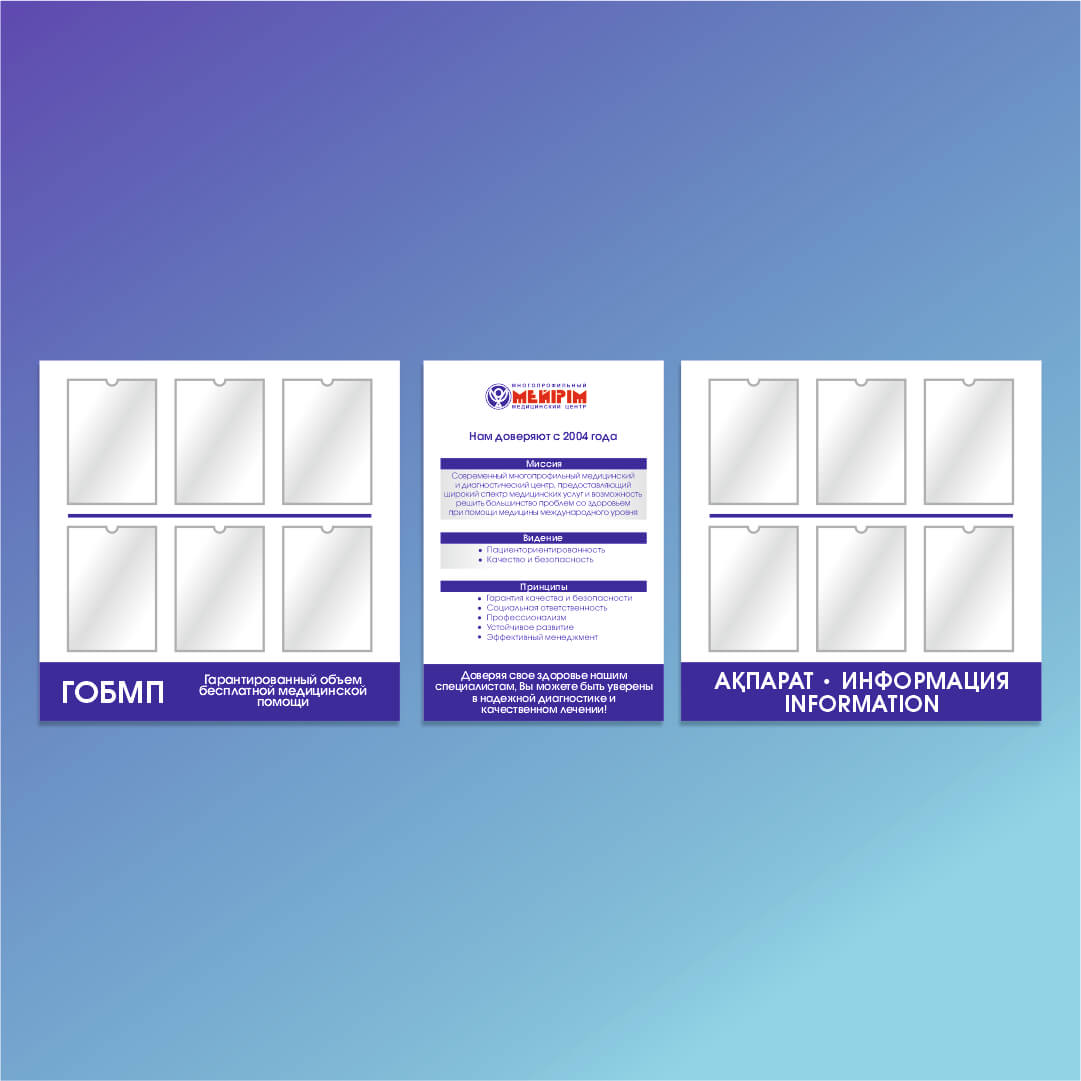 ГОБМП
Гарантированный объем
бесплатной медицинской
помощи
МНОГОПРОФИЛЬНЫЙ
МЕЙІРІМ
МЕДИЦИНСКИЙ ЦЕНТР
Нам доверяют с 2004 года
Миссия
Современный многопрофильный медицинский
и диагностический центр, предоставляющий
широкий спектр медицинских услуг и возможность
решить большинство проблем со здоровьем
при помощи медицины международного уровня
Видение
• Пациенториентированность
• Качество и безопасность
Принципы
• Гарантия качества и безопасности
• Социальная ответственность
• Профессионализм
• Устойчивое развитие
• Эффективный менеджмент
Доверяя свое здоровье нашим
специалистам, Вы можете быть уверены
в надежной диагностике и
качественном лечении!
АҚПАРАТ • ИНФОРМАЦИЯ
INFORMATION